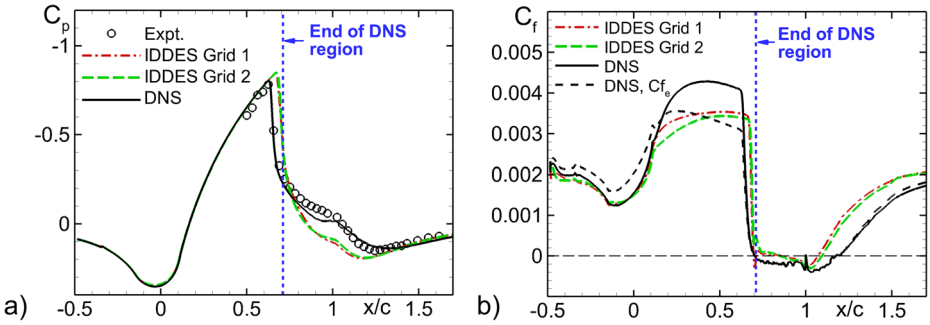 Cp
-1
-0.5
0
Expt.
IDDES Grid 1
IDDES Grid 2
DNS
End of DNS
region
-0.5 0 0.5 1 x/c 1.5
a)
Cf
0.005
0.004
0.003
0.002
0.001
0
IDDES Grid 1
IDDES Grid 2
DNS
DNS, Cfe
End of DNS
region
-0.5 0 0.5 1 x/c 1.5
b)